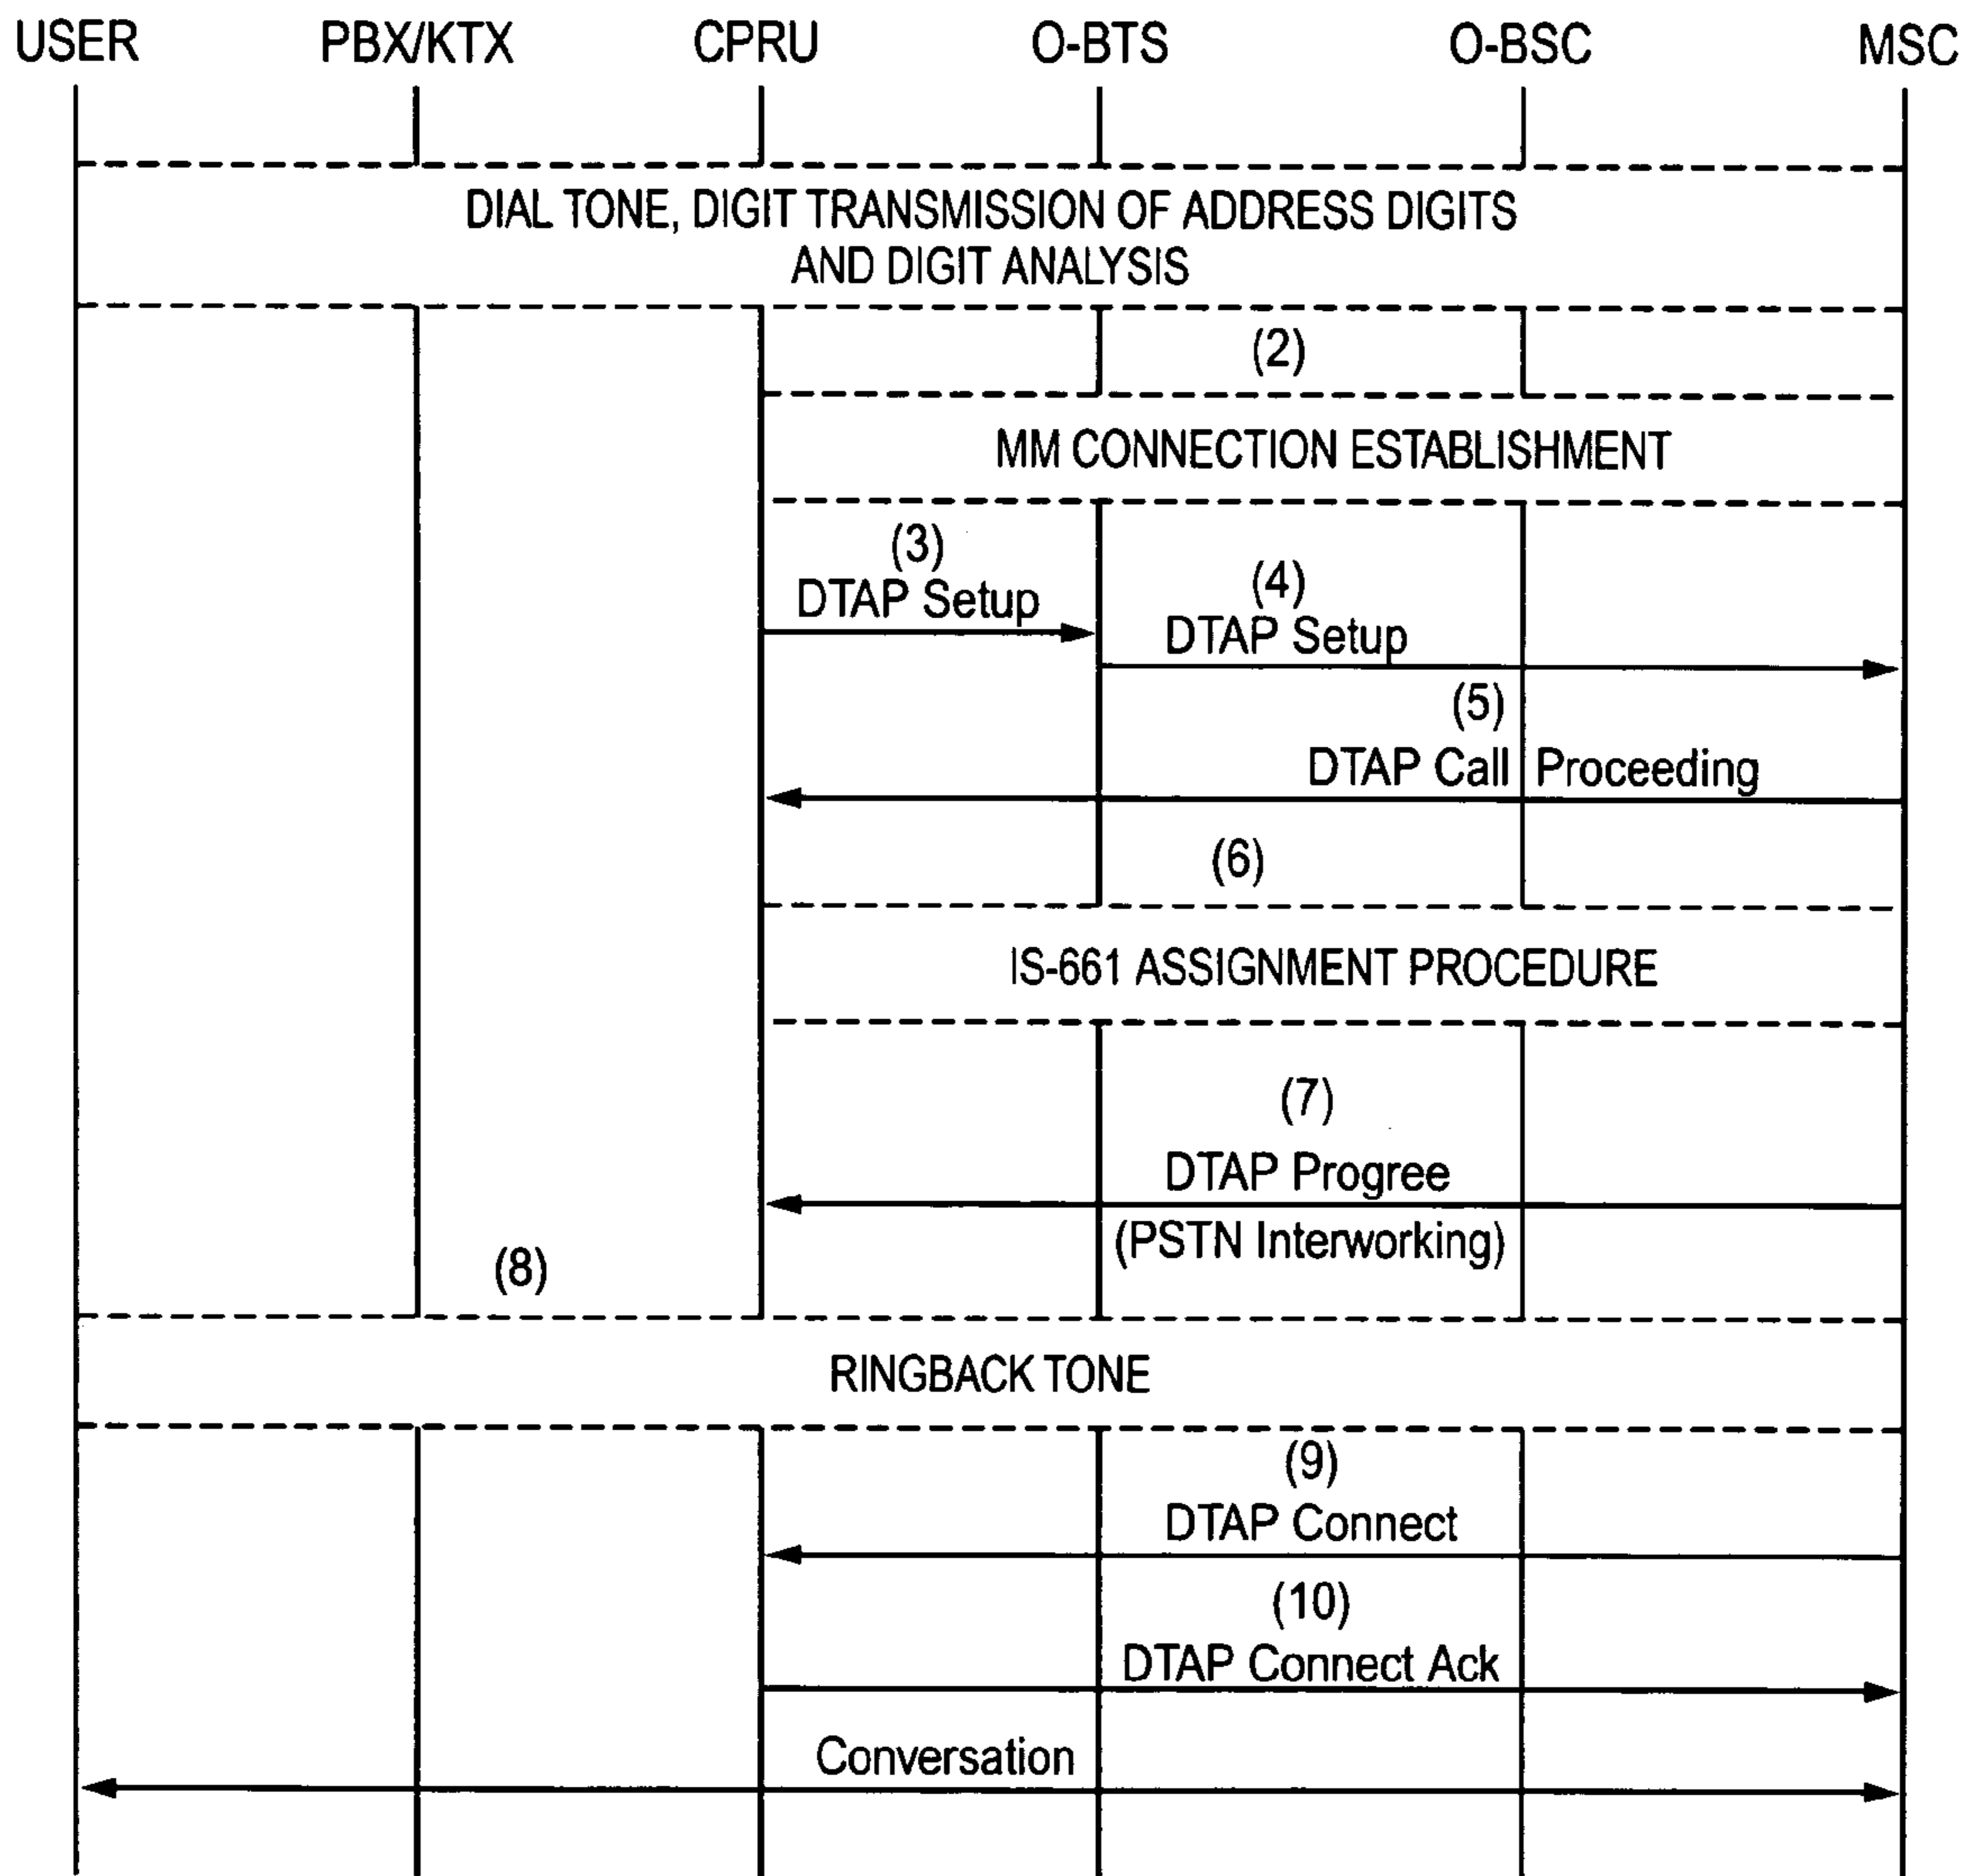 USER PBX/KTX CPRU O-BTS O-BSC MSC
DIAL TONE, DIGIT TRANSMISSION OF ADDRESS DIGITS
AND DIGIT ANALYSIS
(2)
MM CONNECTION ESTABLISHMENT
(3)
DTAP Setup
(4)
DTAP Setup
(5)
DTAP Call Proceeding
(6)
IS-661 ASSIGNMENT PROCEDURE
(7)
DTAP Progree
(PSTN Interworking)
(8)
RINGBACK TONE
(9)
DTAP Connect
(10)
DTAP Connect Ack
Conversation